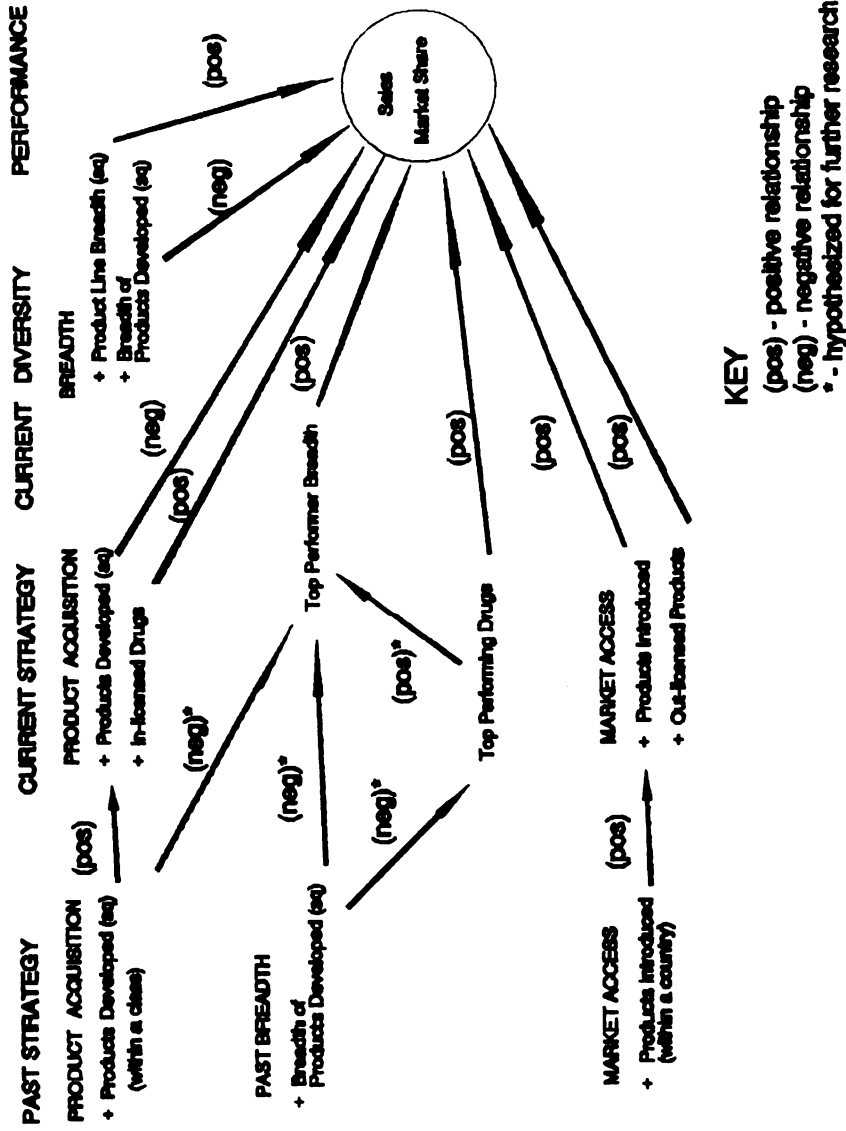 PAST STRATEGY CURRENT STRATEGY CURRENT DIVERSITY PERFORMANCE
PRODUCT ACQUISITION
+ Products Developed (sq)
(within a class)
(pos)
PRODUCT ACQUISITION
+ Products Developed (sq)
+ In-licensed Drugs
BREADTH
+ Product Line Breadth (sq)
+ Breadth of
Products Developed (sq)
(pos)
(neg)
(neg)
(pos)
Sales
Market Share
(neg)*
PAST BREADTH
+ Breadth of
Products Developed (sq)
(neg)*
Top Performer Breadth
(pos)
(neg)*
(pos)*
Top Performing Drugs
(pos)
MARKET ACCESS
+ Products Introduced
(within a country)
(pos)
MARKET ACCESS
+ Products Introduced
+ Out-licensed Products
(pos)
(pos)
KEY
(pos) - positive relationship
(neg) - negative relationship
* - hypothesized for further research